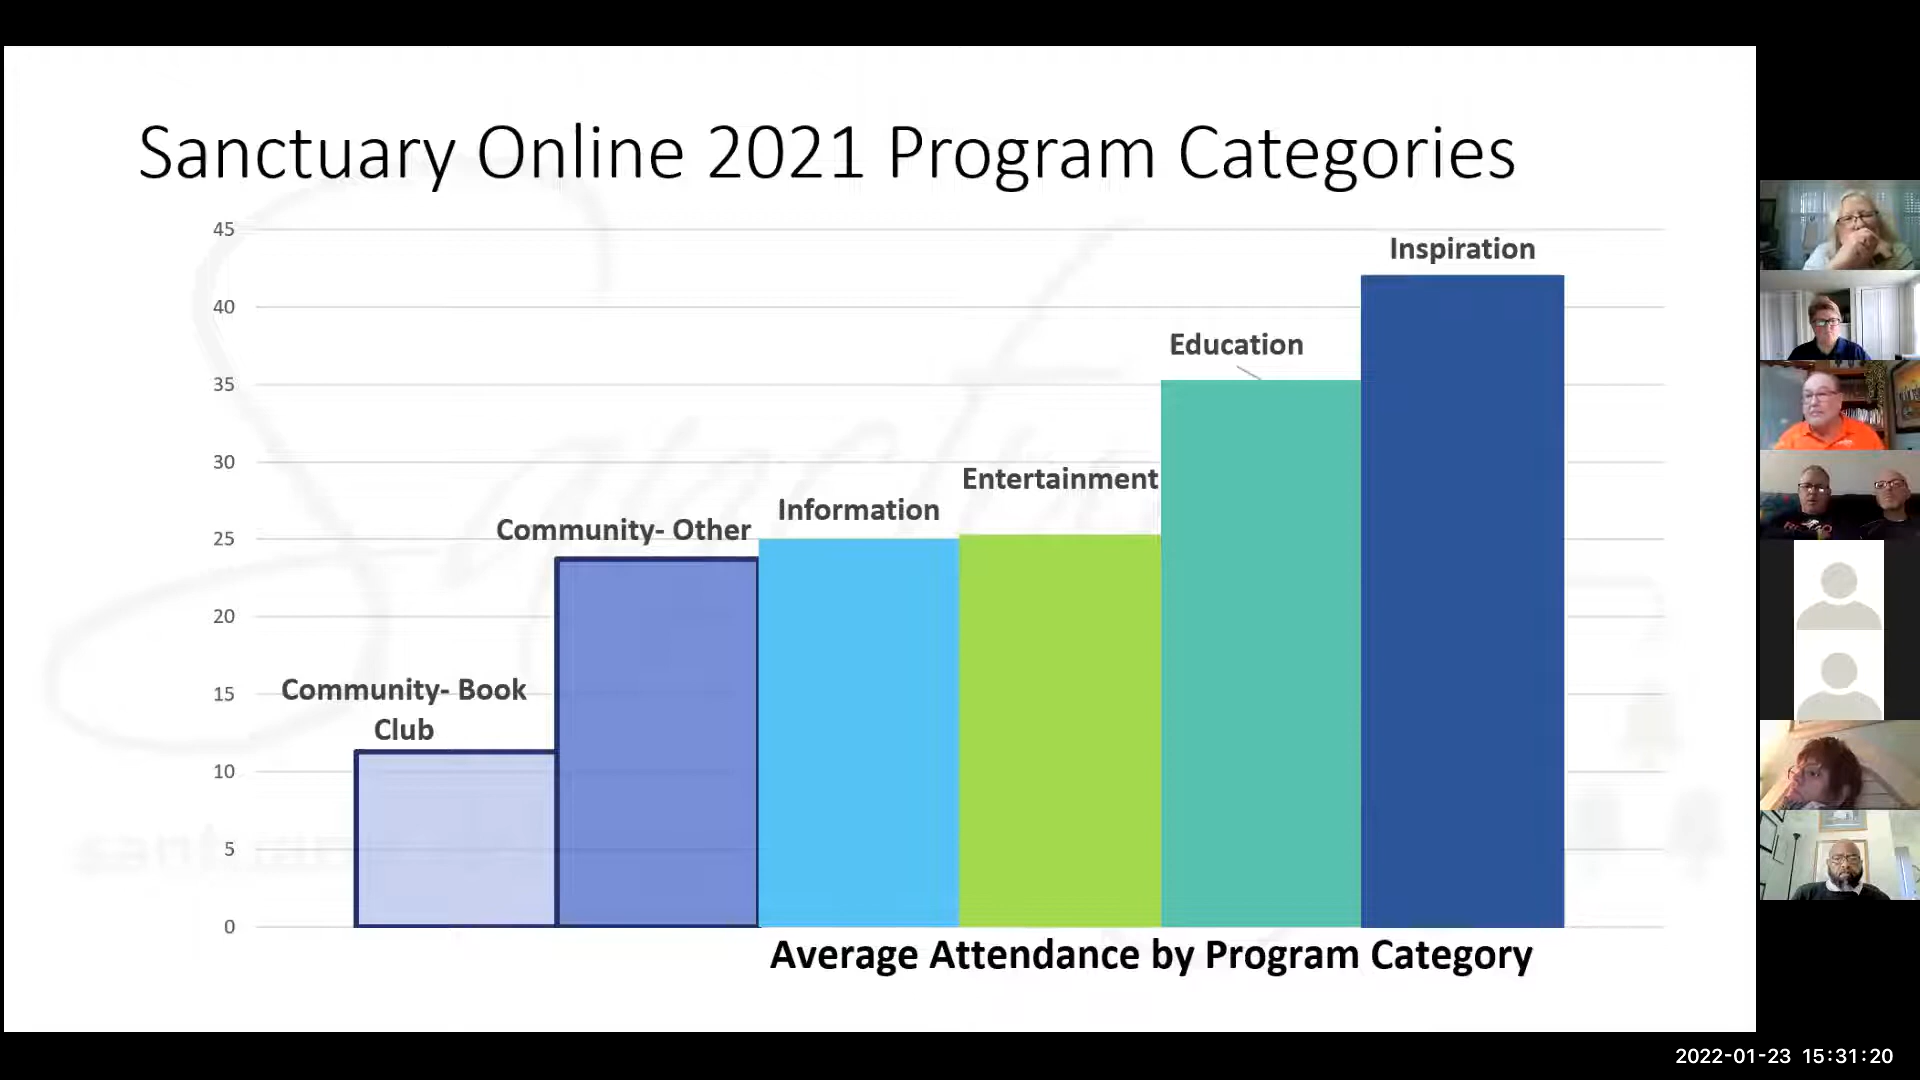 Sanctuary Online 2021 Program Categories
45
40
35
30
25
20
15
10
5
0
Inspiration
Education
Entertainment
Information
Community- Other
Community- Book
Club
Average Attendance by Program Category
2022-01-23 15:31:20